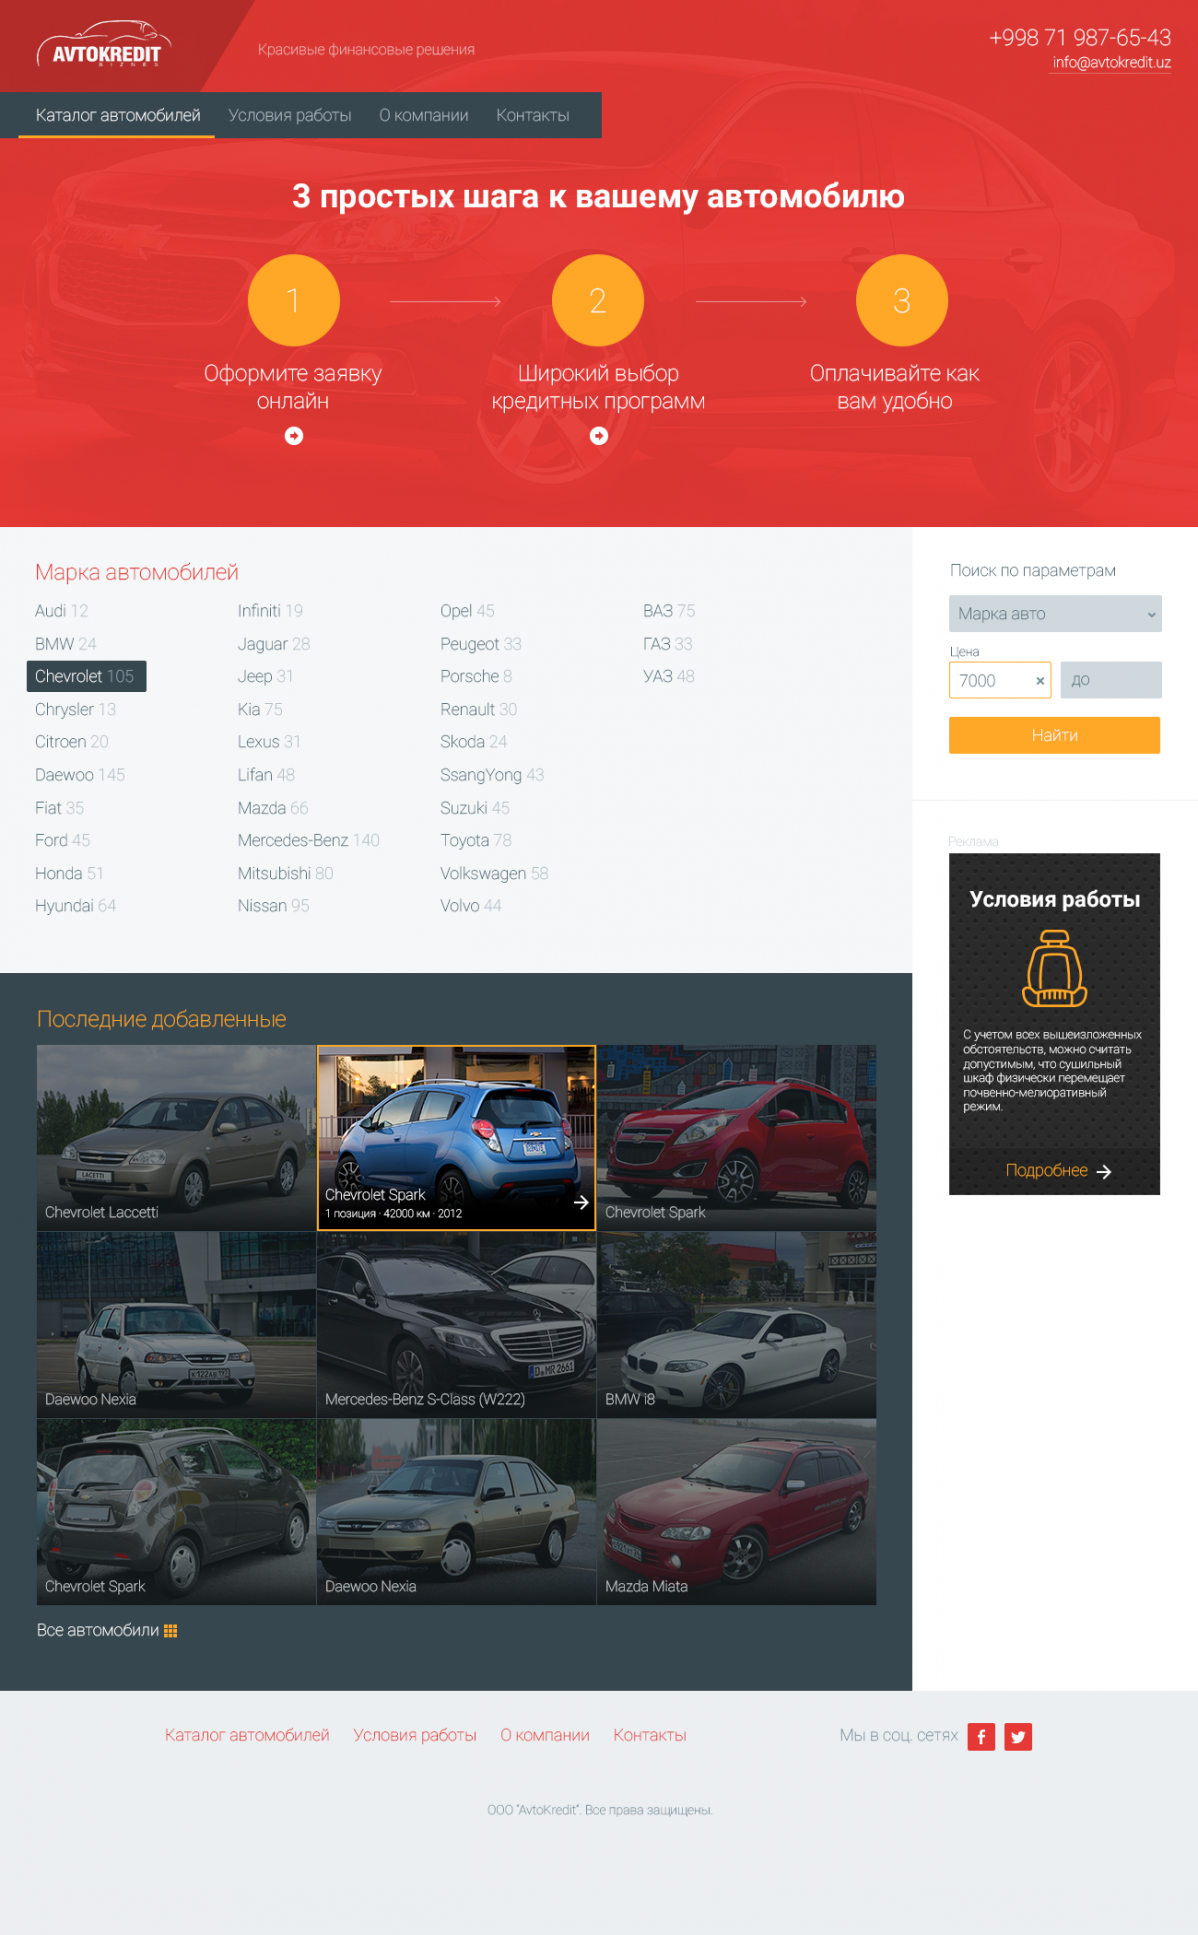 AVTOKREDIT
BIZNES
Красивые финансовые решения
+998 71 987-65-43
info@avtokredit.uz
Каталог автомобилей
Условия работы
О компании
Контакты
3 простых шага к вашему автомобилю
1
2
3
Оформите заявку
онлайн
Широкий выбор
кредитных программ
Оплачивайте как
вам удобно
Марка автомобилей
Audi 12
BMW 24
Chevrolet 105
Chrysler 13
Citroen 20
Daewoo 145
Fiat 35
Ford 45
Honda 51
Hyundai 64
Infiniti 19
Jaguar 28
Jeep 31
Kia 75
Lexus 31
Lifan 48
Mazda 66
Mercedes-Benz 140
Mitsubishi 80
Nissan 95
Opel 45
Peugeot 33
Porsche 8
Renault 30
Skoda 24
SsangYong 43
Suzuki 45
Toyota 78
Volkswagen 58
Volvo 44
ВАЗ 75
ГАЗ 33
УАЗ 48
Поиск по параметрам
Марка авто
Цена
7000
до
Найти
Реклама
Условия работы
С учетом всех вышеизложенных
обстоятельств, можно считать
допустимым, что сушильный
шкаф физически перемещает
почвенно-мелиоративный
режим.
Подробнее
Последние добавленные
LACETTI
Chevrolet Laccetti
Chevrolet Spark
1 позиция · 42000 км · 2012
Chevrolet Spark
Daewoo Nexia
D MR 2661
Mercedes-Benz S-Class (W222)
BMW i8
Chevrolet Spark
Daewoo Nexia
Mazda Miata
Все автомобили
Каталог автомобилей
Условия работы
О компании
Контакты
Мы в соц. сетях
ООО "AvtoKredit". Все права защищены.